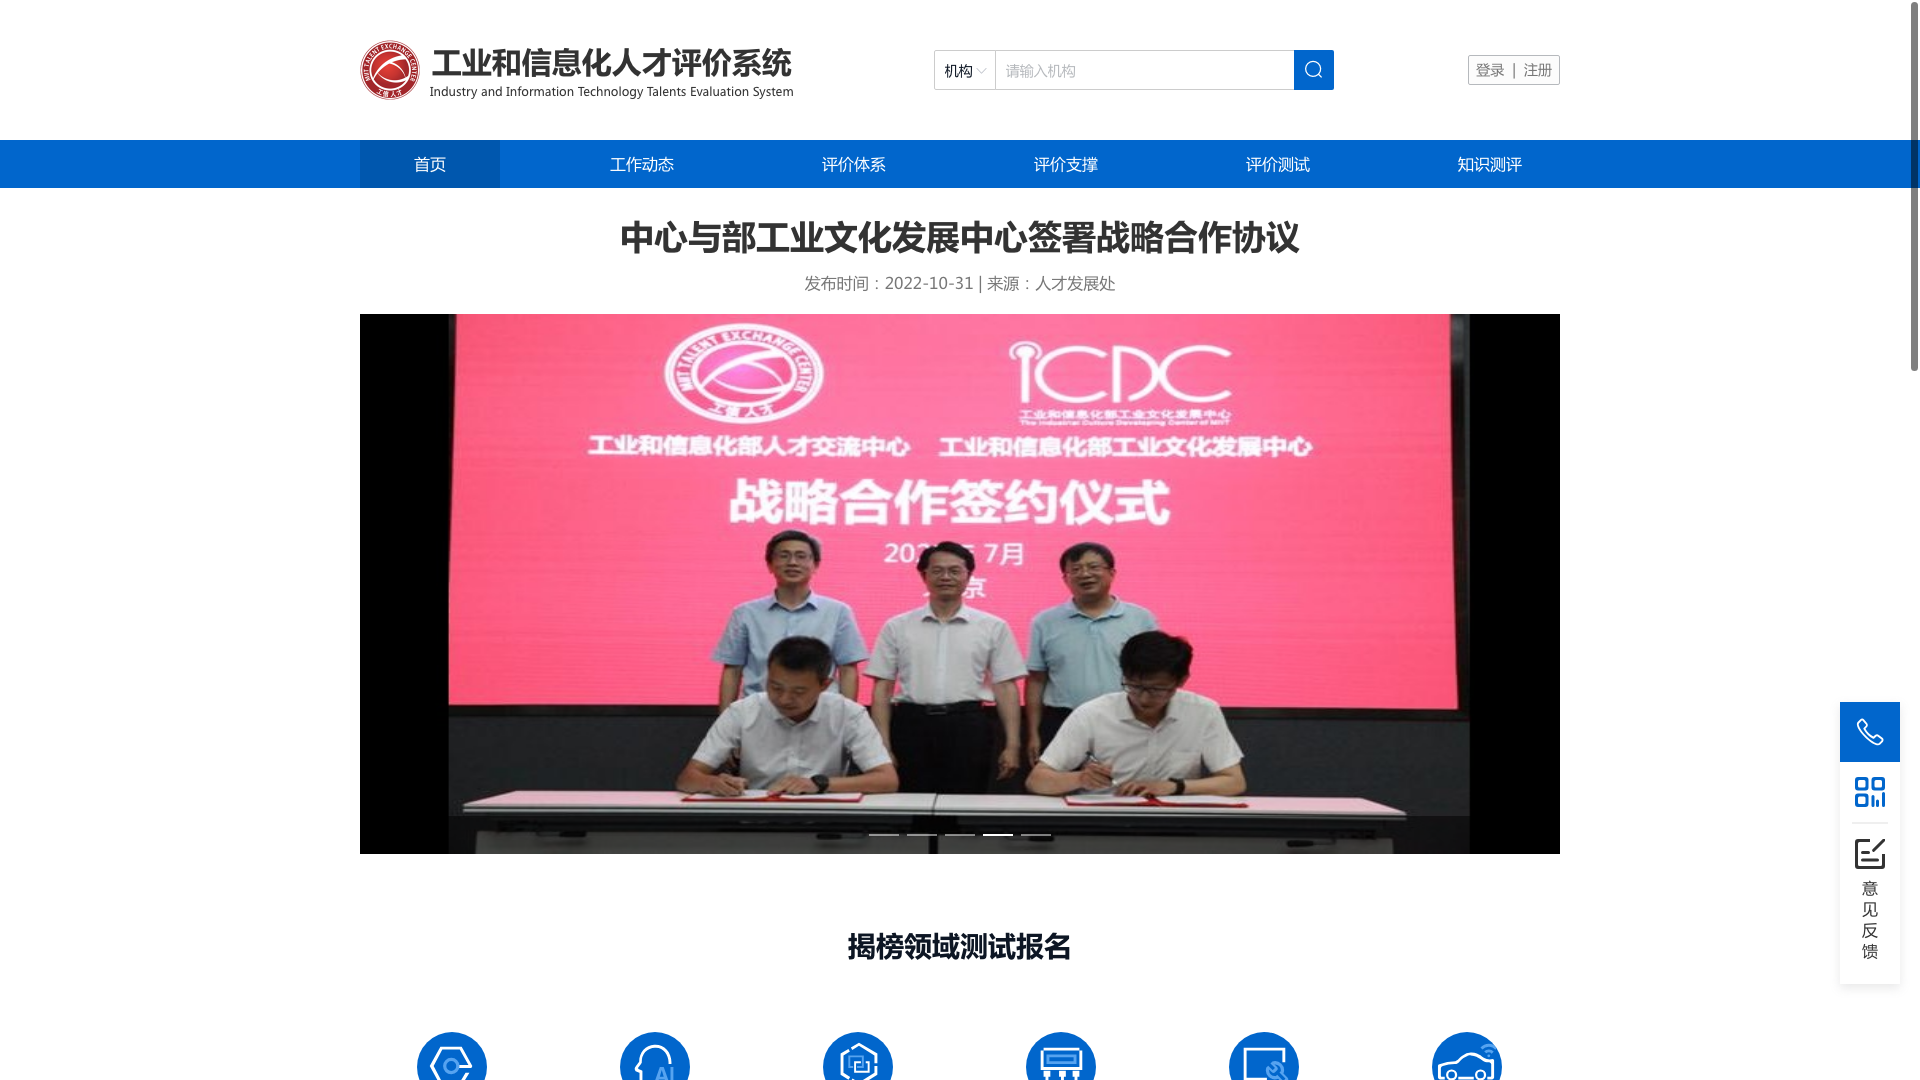 MIIT TALENT EXCHANGE CENTER
工信人才
工业和信息化人才评价系统
Industry and Information Technology Talents Evaluation System
机构 请输入机构
登录 | 注册
首页 工作动态 评价体系 评价支撑 评价测试 知识测评
中心与部工业文化发展中心签署战略合作协议
发布时间：2022-10-31 | 来源：人才发展处
MIIT TALENT EXCHANGE CENTER
工信人才
iCDC
工业和信息化部工业文化发展中心
The Industrial Culture Developing Center of MIIT
工业和信息化部人才交流中心 工业和信息化部工业文化发展中心
战略合作签约仪式
7月
京
意见反馈
揭榜领域测试报名
AI